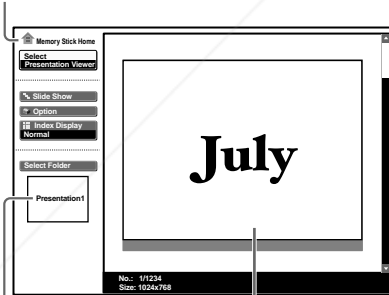 Memory Stick Home
Select
Presentation Viewer
Slide Show
Option
Index Display
Normal
Select Folder
Presentation1
July
No.: 1/1234
Size: 1024x768